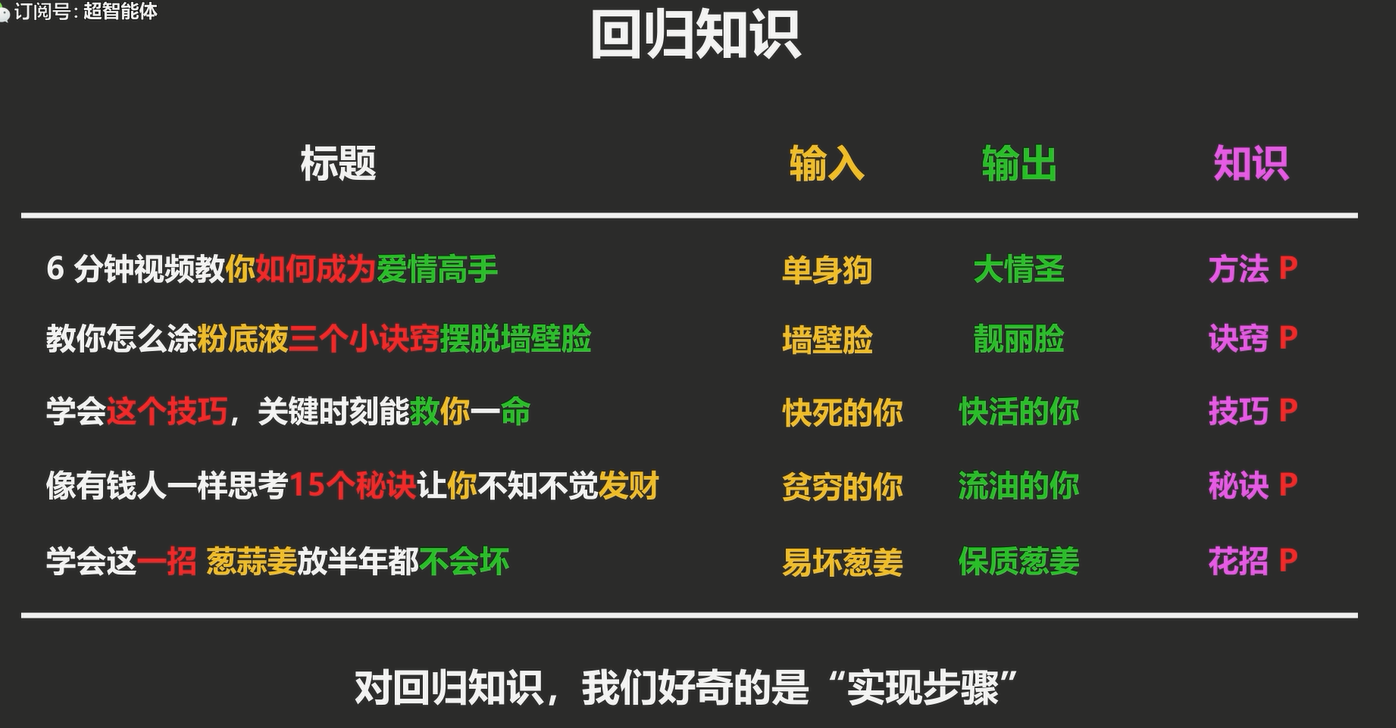 订阅号: 超智能体
回归知识
标题 输入 输出 知识
6 分钟视频教你如何成为爱情高手 单身狗 大情圣 方法 P
教你怎么涂粉底液三个小诀窍摆脱墙壁脸 墙壁脸 靓丽脸 诀窍 P
学会这个技巧，关键时刻能救你一命 快死的你 快活的你 技巧 P
像有钱人一样思考15个秘诀让你不知不觉发财 贫穷的你 流油的你 秘诀 P
学会这一招 葱蒜姜放半年都不会坏 易坏葱姜 保质葱姜 花招 P
对回归知识，我们好奇的是“实现步骤”